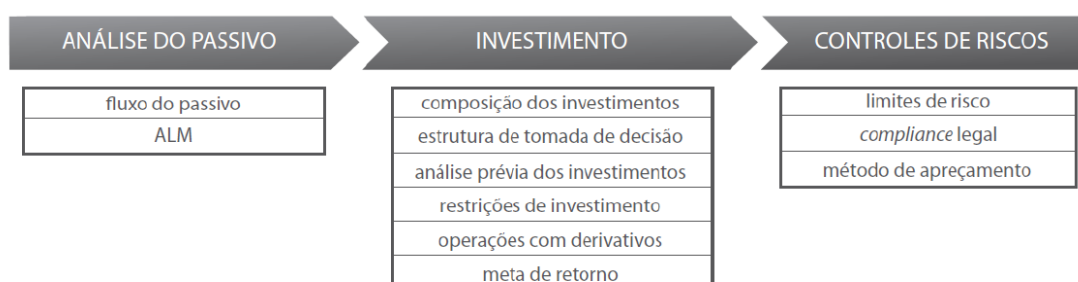 ANÁLISE DO PASSIVO
fluxo do passivo
ALM
INVESTIMENTO
composição dos investimentos
estrutura de tomada de decisão
análise prévia dos investimentos
restrições de investimento
operações com derivativos
meta de retorno
CONTROLES DE RISCOS
limites de risco
compliance legal
método de apreçamento